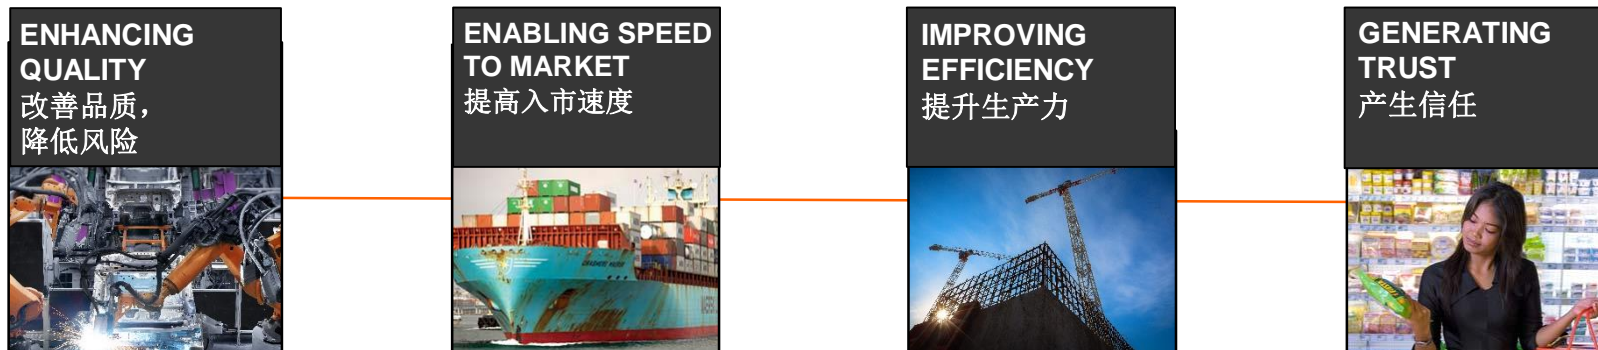 ENHANCING
QUALITY
改善品质，
降低风险
ENABLING SPEED
TO MARKET
提高入市速度
IMPROVING
EFFICIENCY
提升生产力
GENERATING
TRUST
产生信任